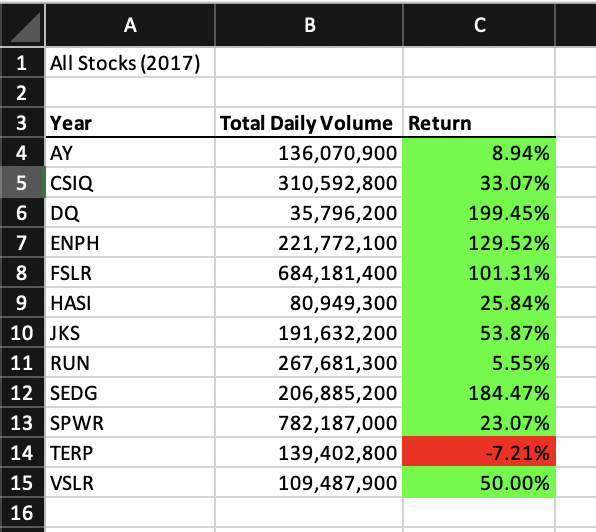 A B C
1 All Stocks (2017)
2
3 Year Total Daily Volume Return
4 AY 136,070,900 8.94%
5 CSIQ 310,592,800 33.07%
6 DQ 35,796,200 199.45%
7 ENPH 221,772,100 129.52%
8 FSLR 684,181,400 101.31%
9 HASI 80,949,300 25.84%
10 JKS 191,632,200 53.87%
11 RUN 267,681,300 5.55%
12 SEDG 206,885,200 184.47%
13 SPWR 782,187,000 23.07%
14 TERP 139,402,800 -7.21%
15 VSLR 109,487,900 50.00%
16